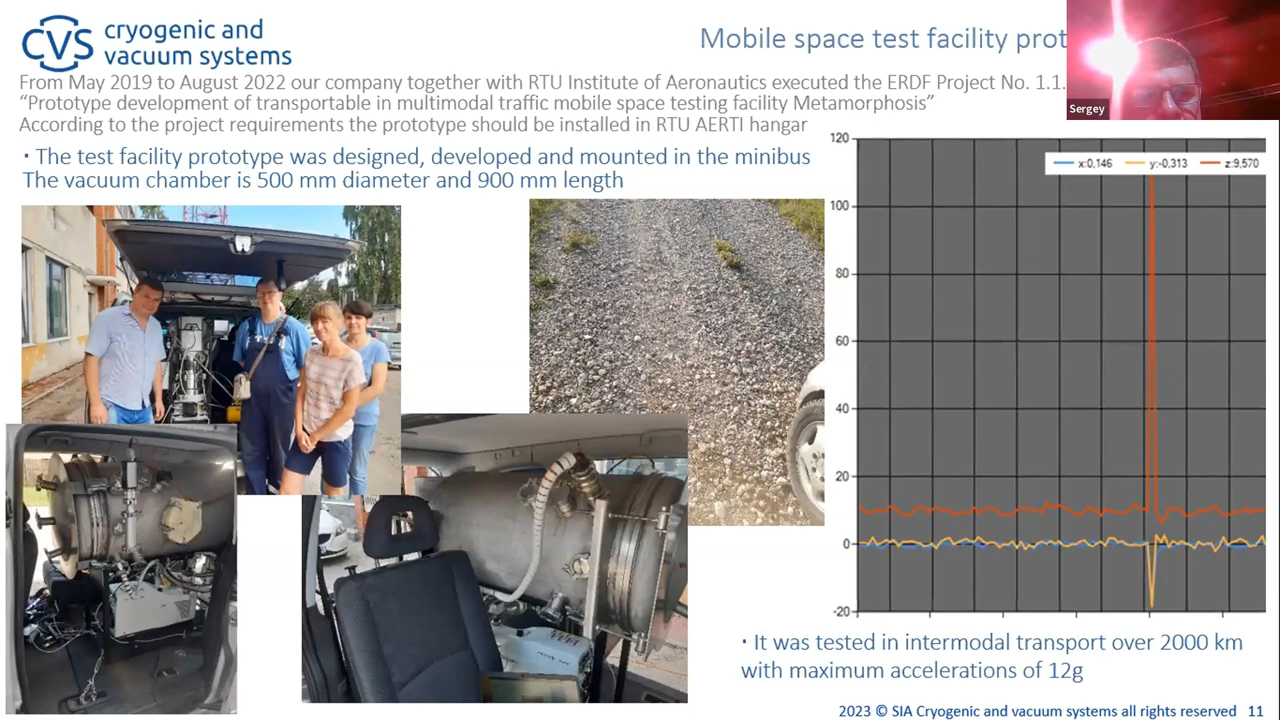 CVS cryogenic and
vacuum systems
Mobile space test facility prot
From May 2019 to August 2022 our company together with RTU Institute of Aeronautics executed the ERDF Project No. 1.1.
“Prototype development of transportable in multimodal traffic mobile space testing facility Metamorphosis”
According to the project requirements the prototype should be installed in RTU AERTI hangar
Sergey
· The test facility prototype was designed, developed and mounted in the minibus
The vacuum chamber is 500 mm diameter and 900 mm length
120
x:0,146 y:-0,313 z:9,570
100
80
60
40
20
0
-20
· It was tested in intermodal transport over 2000 km
with maximum accelerations of 12g
2023 © SIA Cryogenic and vacuum systems all rights reserved 11